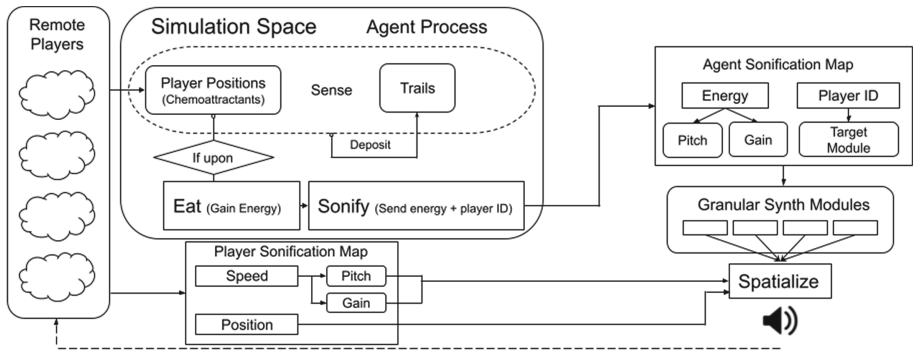 Remote
Players
Simulation Space
Agent Process
Player Positions
(Chemoattractants)
Sense
Trails
Deposit
If upon
Eat (Gain Energy)
Sonify (Send energy + player ID)
Agent Sonification Map
Energy
Player ID
Pitch
Gain
Target
Module
Granular Synth Modules
Player Sonification Map
Speed
Pitch
Gain
Position
Spatialize